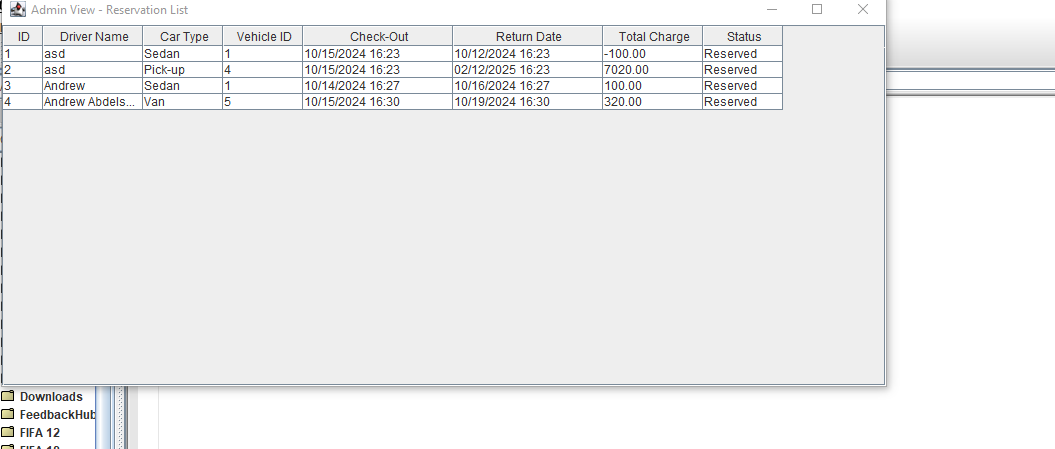 Admin View - Reservation List
ID Driver Name Car Type Vehicle ID Check-Out Return Date Total Charge Status
1 asd Sedan 1 10/15/2024 16:23 10/12/2024 16:23 -100.00 Reserved
2 asd Pick-up 4 10/15/2024 16:23 02/12/2025 16:23 7020.00 Reserved
3 Andrew Sedan 1 10/14/2024 16:27 10/16/2024 16:27 100.00 Reserved
4 Andrew Abdels... Van 5 10/15/2024 16:30 10/19/2024 16:30 320.00 Reserved
Downloads
FeedbackHub
FIFA 12